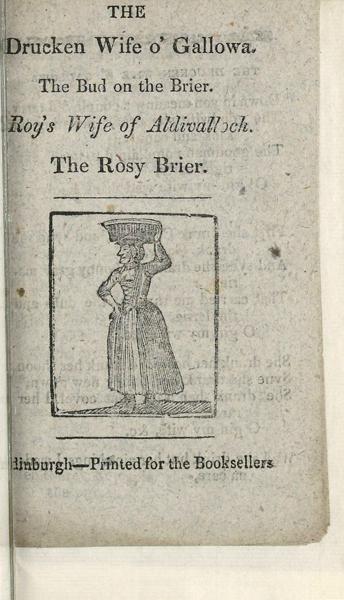 THE
Drucken Wife o' Gallowa.
The Bud on the Brier.
Roy's Wife of Aldivalloch.
The Rosy Brier.
dinburgh—Printed for the Booksellers